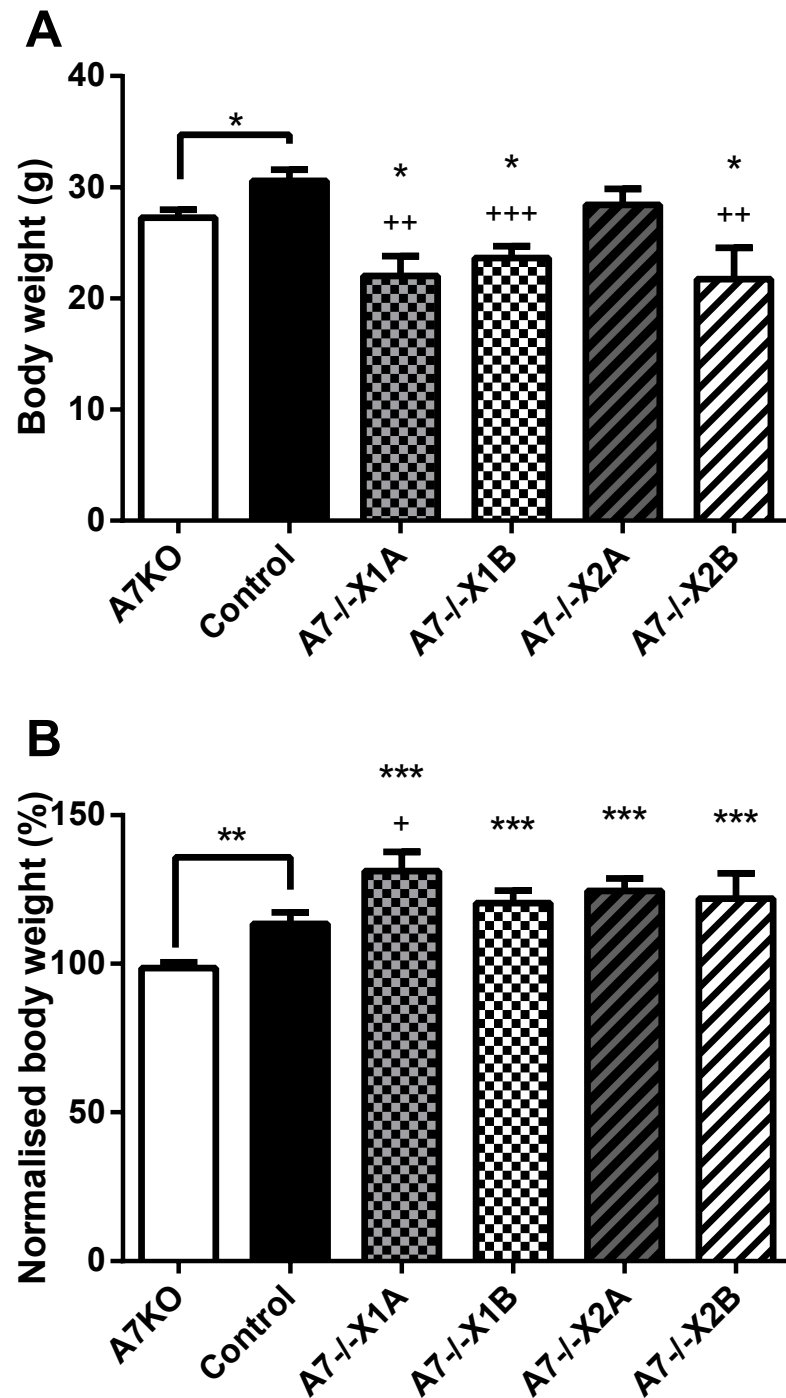 A
Body weight (g)
40
30
20
10
0
*
*
++
*
+++
*
++
A7KO
Control
A7-/-X1A
A7-/-X1B
A7-/-X2A
A7-/-X2B
B
Normalised body weight (%)
150
100
50
0
**
***
+
***
***
***
A7KO
Control
A7-/-X1A
A7-/-X1B
A7-/-X2A
A7-/-X2B